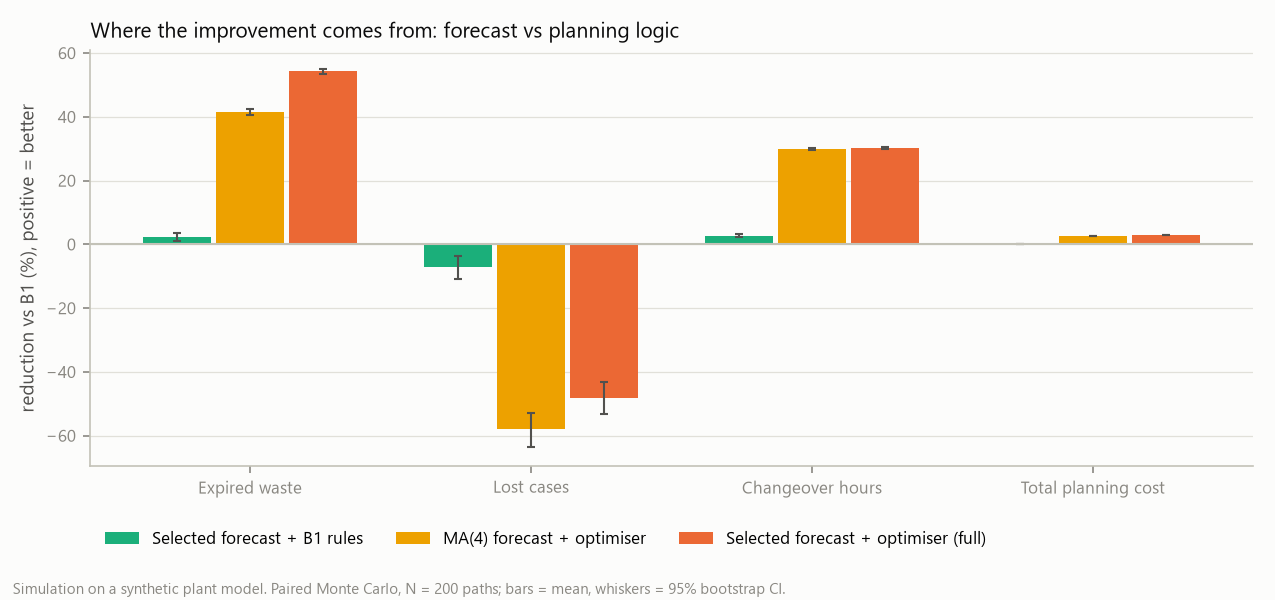 Where the improvement comes from: forecast vs planning logic
reduction vs B1 (%), positive = better
60
40
20
0
−20
−40
−60
Expired waste
Lost cases
Changeover hours
Total planning cost
Selected forecast + B1 rules
MA(4) forecast + optimiser
Selected forecast + optimiser (full)
Simulation on a synthetic plant model. Paired Monte Carlo, N = 200 paths; bars = mean, whiskers = 95% bootstrap CI.